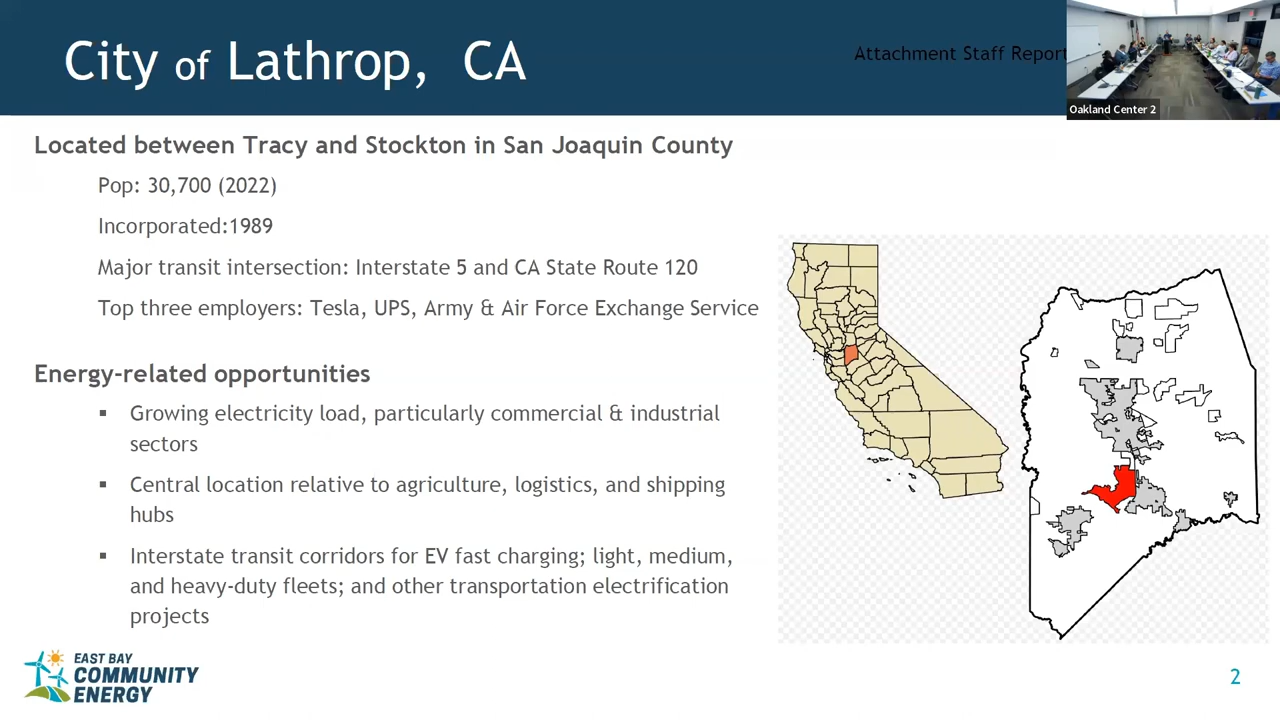 City of Lathrop, CA
Attachment Staff Report
Oakland Center 2
Located between Tracy and Stockton in San Joaquin County
Pop: 30,700 (2022)
Incorporated:1989
Major transit intersection: Interstate 5 and CA State Route 120
Top three employers: Tesla, UPS, Army & Air Force Exchange Service
Energy-related opportunities
▪ Growing electricity load, particularly commercial & industrial
sectors
▪ Central location relative to agriculture, logistics, and shipping
hubs
▪ Interstate transit corridors for EV fast charging; light, medium,
and heavy-duty fleets; and other transportation electrification
projects
EAST BAY
COMMUNITY
ENERGY
2